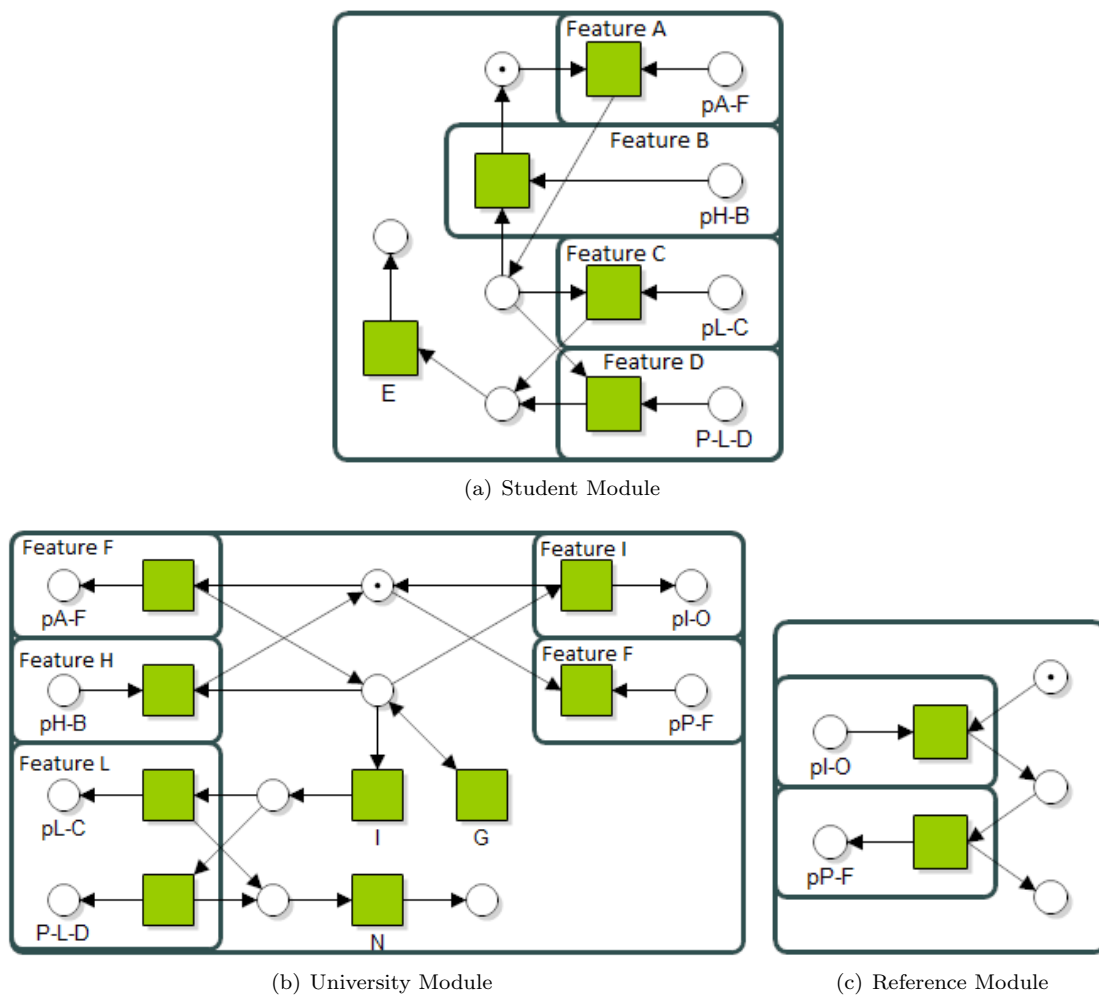 Feature A
pA-F
Feature B
pH-B
Feature C
pL-C
Feature D
E
P-L-D
(a) Student Module
Feature F
Feature I
pA-F
pI-O
Feature H
Feature F
pH-B
pP-F
Feature L
pL-C
I
G
P-L-D
N
pI-O
pP-F
(b) University Module
(c) Reference Module